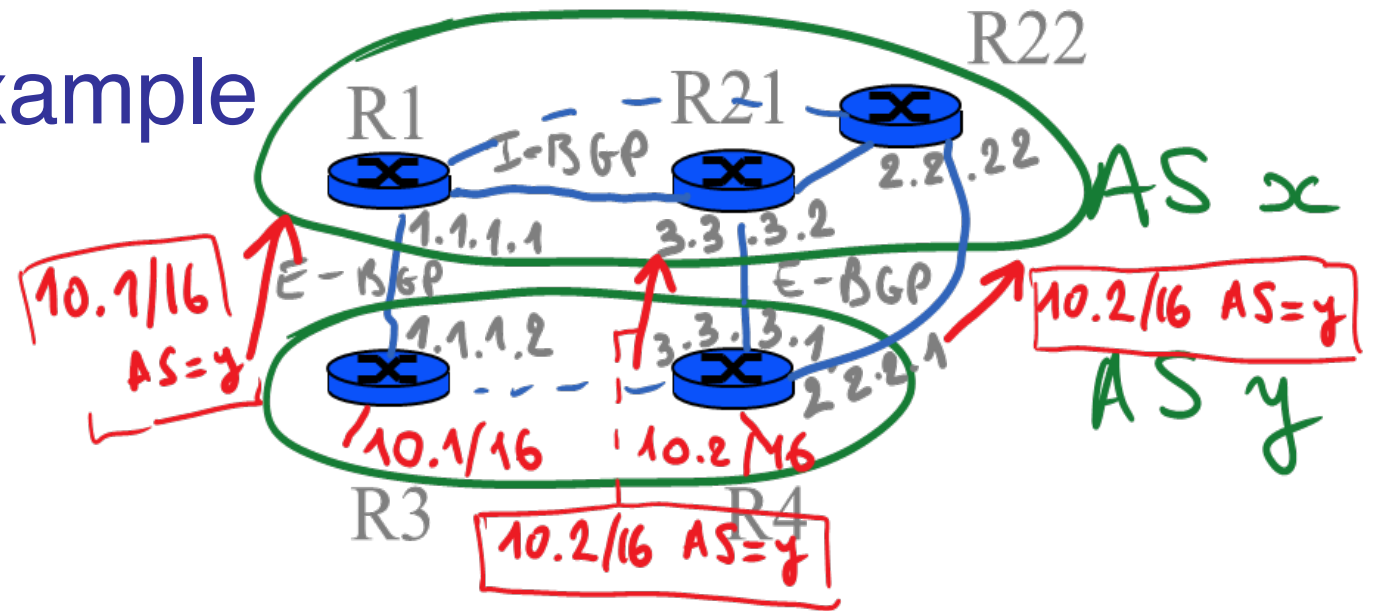 xample
R22
R1
R21
I-BGP
2.2.2.22
AS x
1.1.1.1
3.3.3.2
10.1/16
AS=y
E-BGP
E-BGP
10.2/16 AS=y
1.1.1.2
3.3.3.1
2.2.2.1
AS y
10.1/16
10.2/16
R3
R4
10.2/16 AS=y